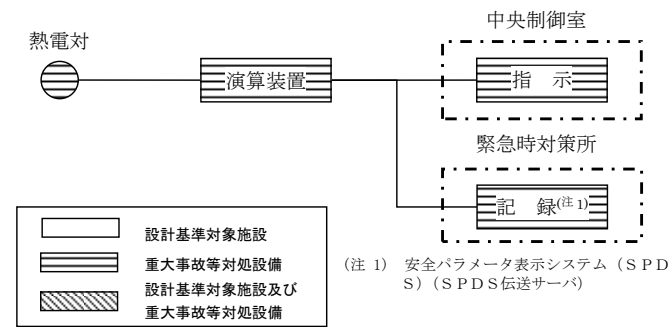 中央制御室
熱電対
演算装置
指　示
緊急時対策所
記　録(注 1)
設計基準対象施設
重大事故等対処設備
設計基準対象施設及び
重大事故等対処設備
(注 1)　安全パラメータ表示システム（ＳＰＤ
Ｓ）（ＳＰＤＳ伝送サーバ）